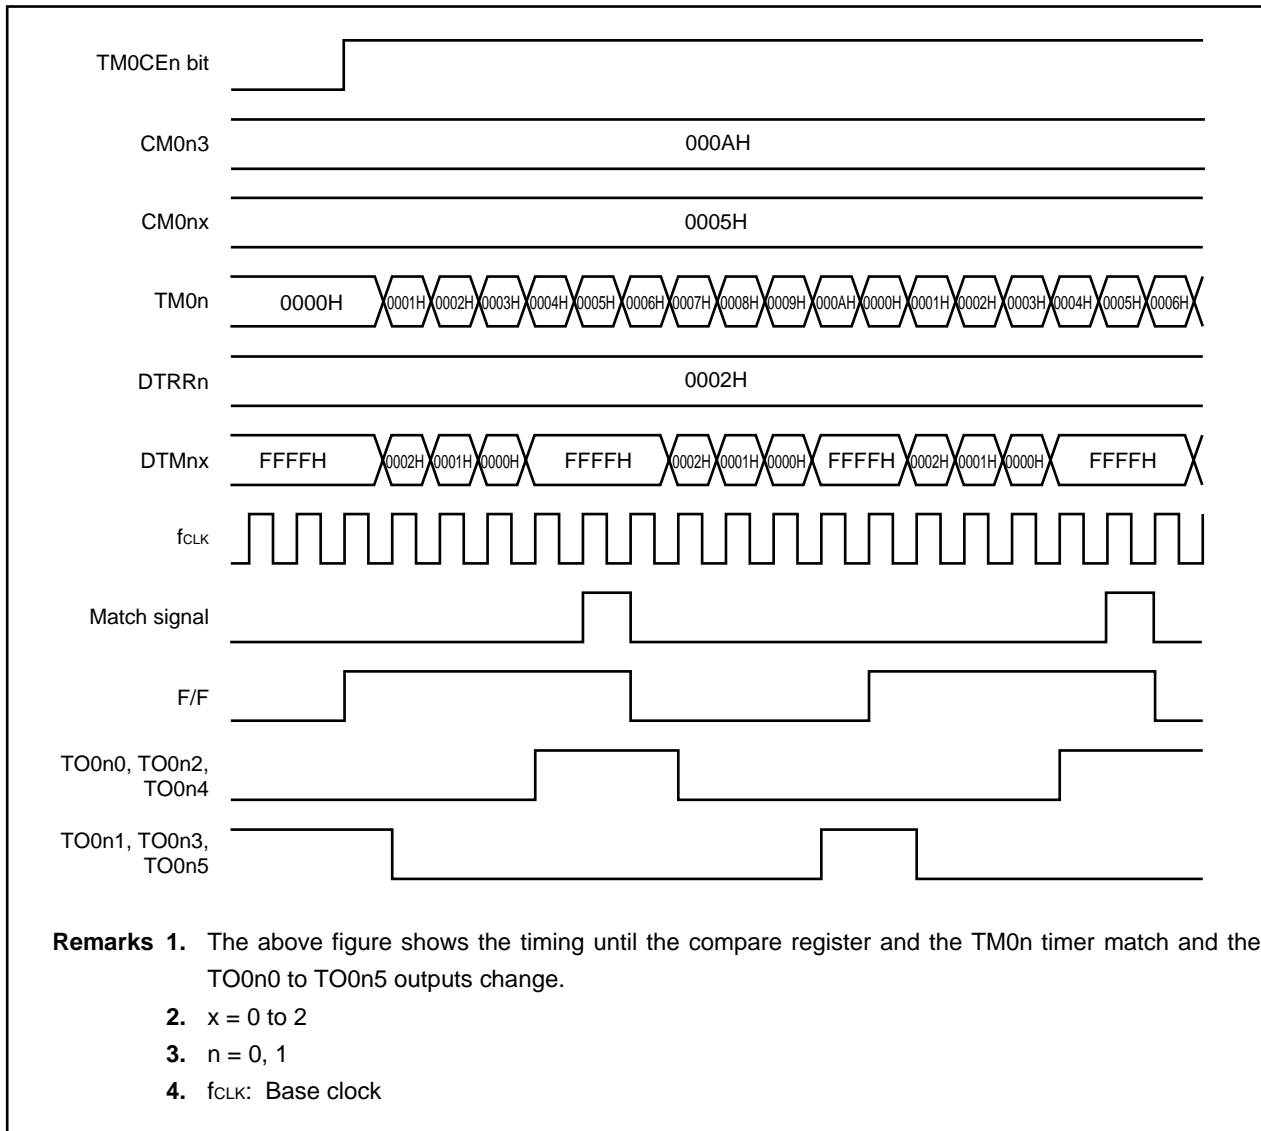 TM0CEn bit
CM0n3
000AH
CM0nx
0005H
TM0n
0000H 0001H 0002H 0003H 0004H 0005H 0006H 0007H 0008H 0009H 000AH 0000H 0001H 0002H 0003H 0004H 0005H 0006H
DTRRn
0002H
DTMnx
FFFFH 0002H 0001H 0000H FFFFH 0002H 0001H 0000H FFFFH 0002H 0001H 0000H FFFFH
fCLK
Match signal
F/F
TO0n0, TO0n2,
TO0n4
TO0n1, TO0n3,
TO0n5
Remarks 1. The above figure shows the timing until the compare register and the TM0n timer match and the
TO0n0 to TO0n5 outputs change.
2. x = 0 to 2
3. n = 0, 1
4. fCLK: Base clock